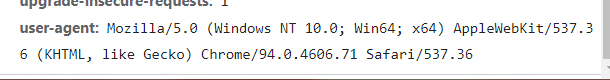 upgrade-insecure-requests: 1
user-agent: Mozilla/5.0 (Windows NT 10.0; Win64; x64) AppleWebKit/537.3
6 (KHTML, like Gecko) Chrome/94.0.4606.71 Safari/537.36